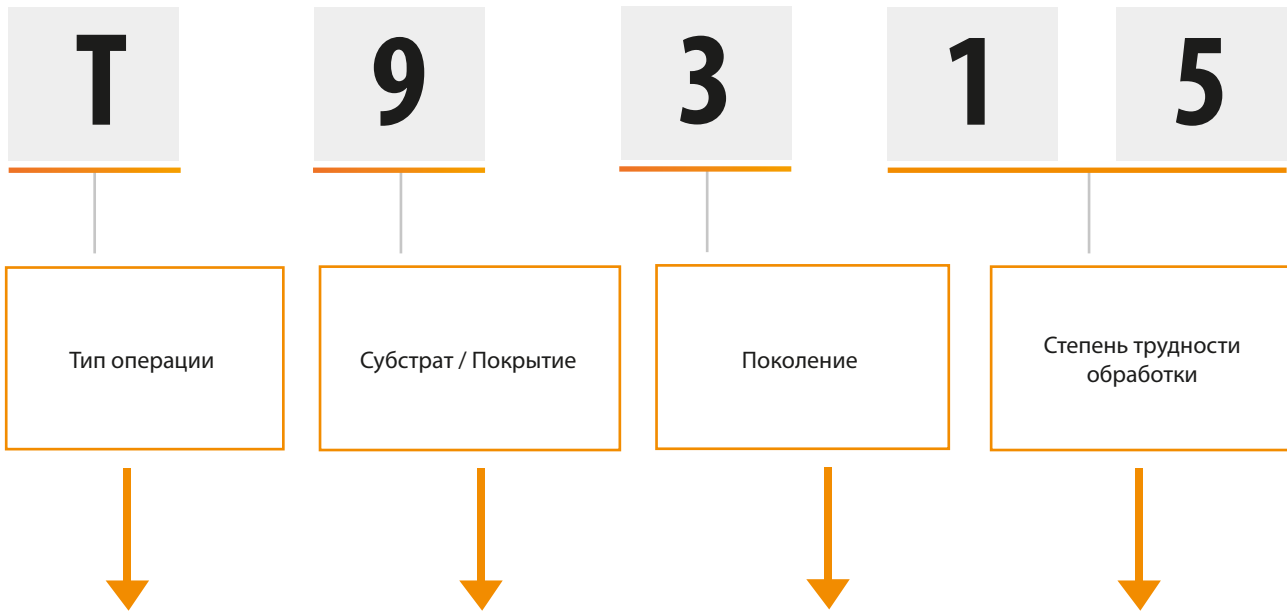 T 9 3 1 5
Тип операции
Субстрат / Покрытие
Поколение
Степень трудности
обработки